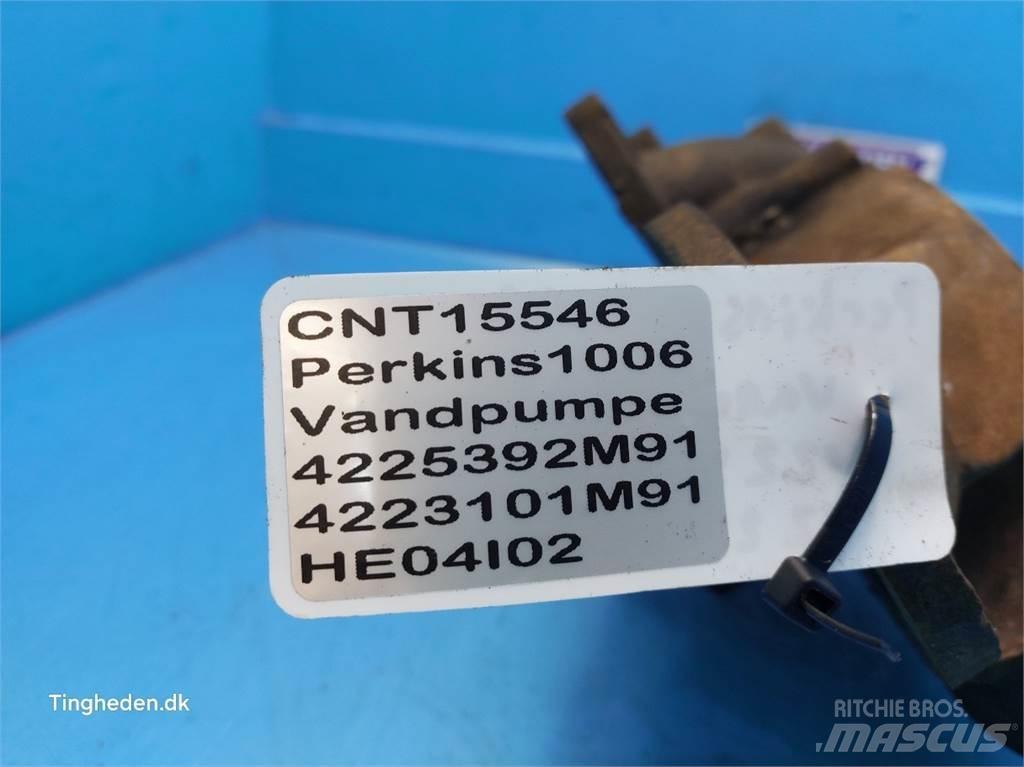 CNT15546
Perkins1006
Vandpumpe
4225392M91
4223101M91
HE04I02
Tingheden.dk
RITCHIE BROS.
MASCUS